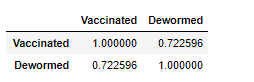 Vaccinated Dewormed
Vaccinated 1.000000 0.722596
Dewormed 0.722596 1.000000